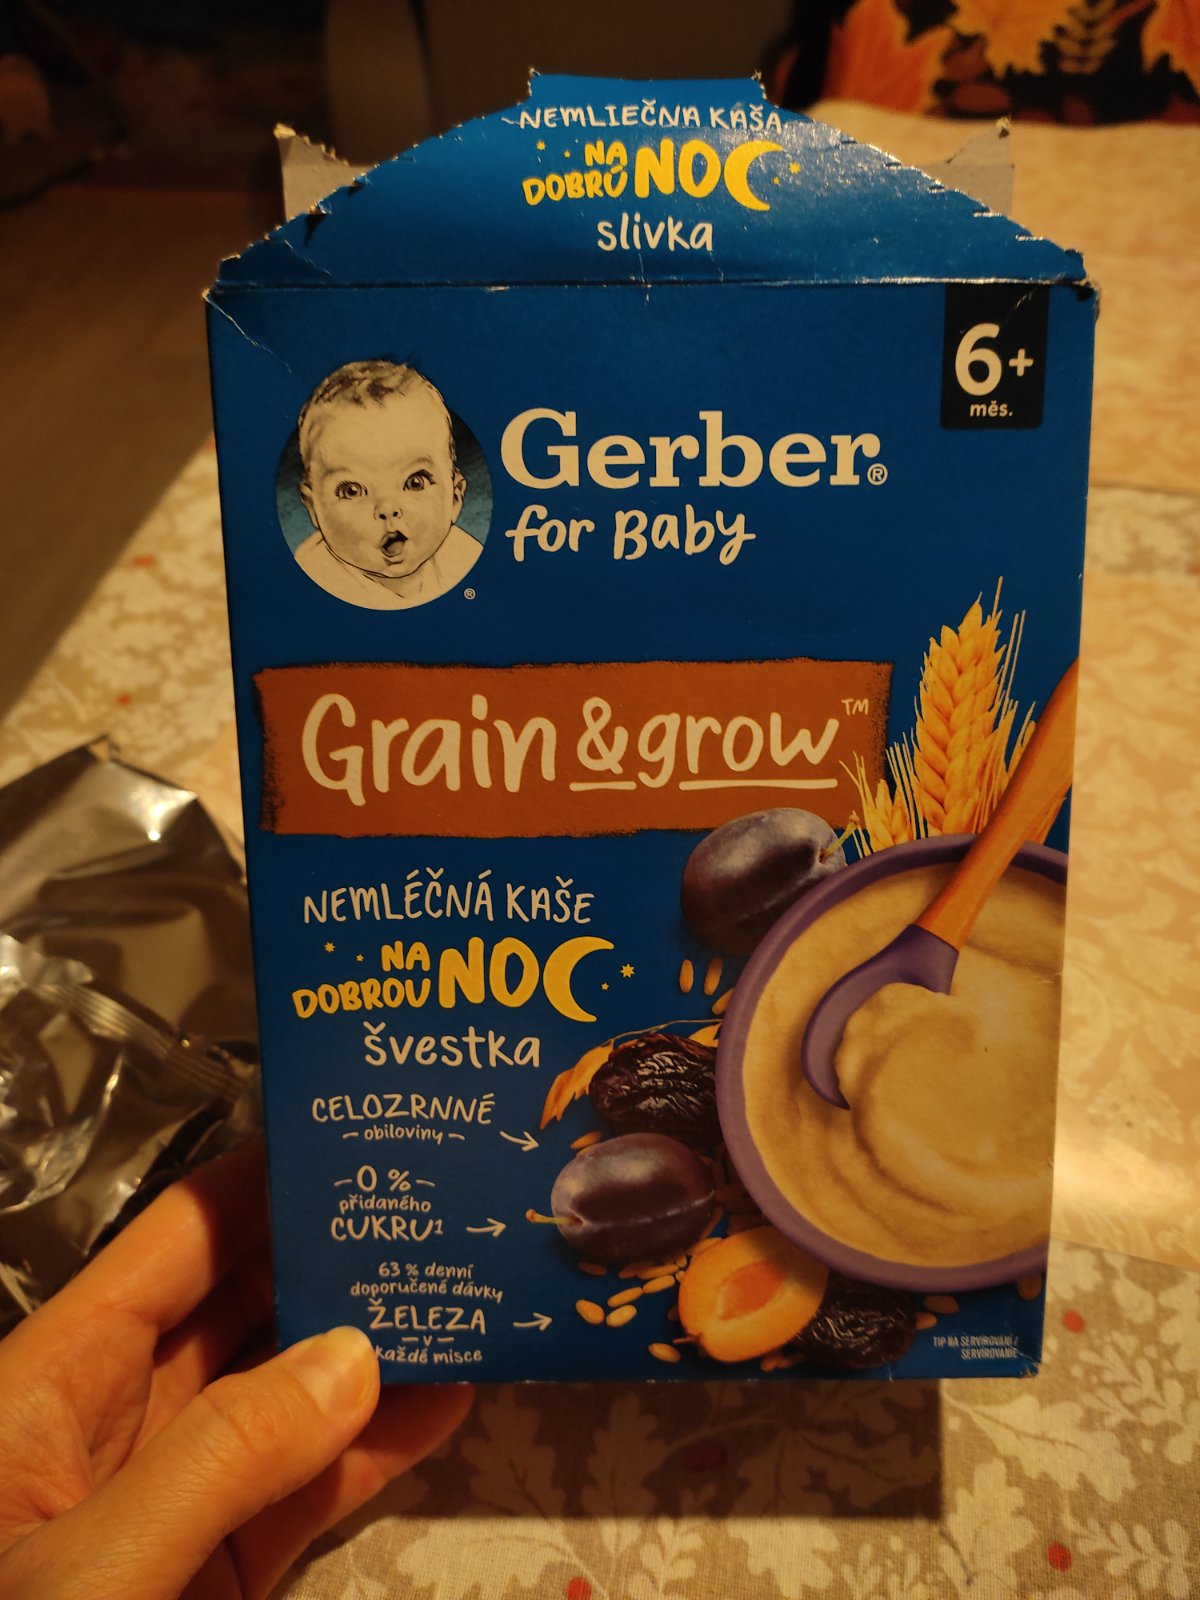 NEMLIEČNA KAŠA
NA
DOBRÚ NOC
slivka
6+
měs.
Gerber®
for Baby
®
Grain & grow™
NEMLÉČNÁ KAŠE
NA
DOBROU NOC
švestka
CELOZRNNÉ
- obiloviny -
- 0 % -
přidaného
CUKRU1
63 % denní
doporučené dávky
ŽELEZA
- v -
každé misce
TIP NA SERVÍROVÁNÍ /
SERVÍROVANIE